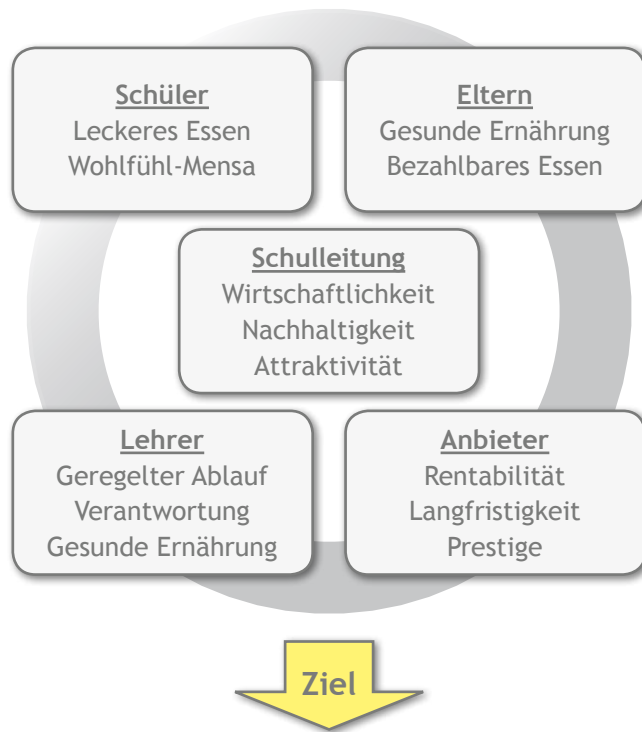 Schüler
Leckeres Essen
Wohlfühl-Mensa
Eltern
Gesunde Ernährung
Bezahlbares Essen
Schulleitung
Wirtschaftlichkeit
Nachhaltigkeit
Attraktivität
Lehrer
Geregelter Ablauf
Verantwortung
Gesunde Ernährung
Anbieter
Rentabilität
Langfristigkeit
Prestige
Ziel